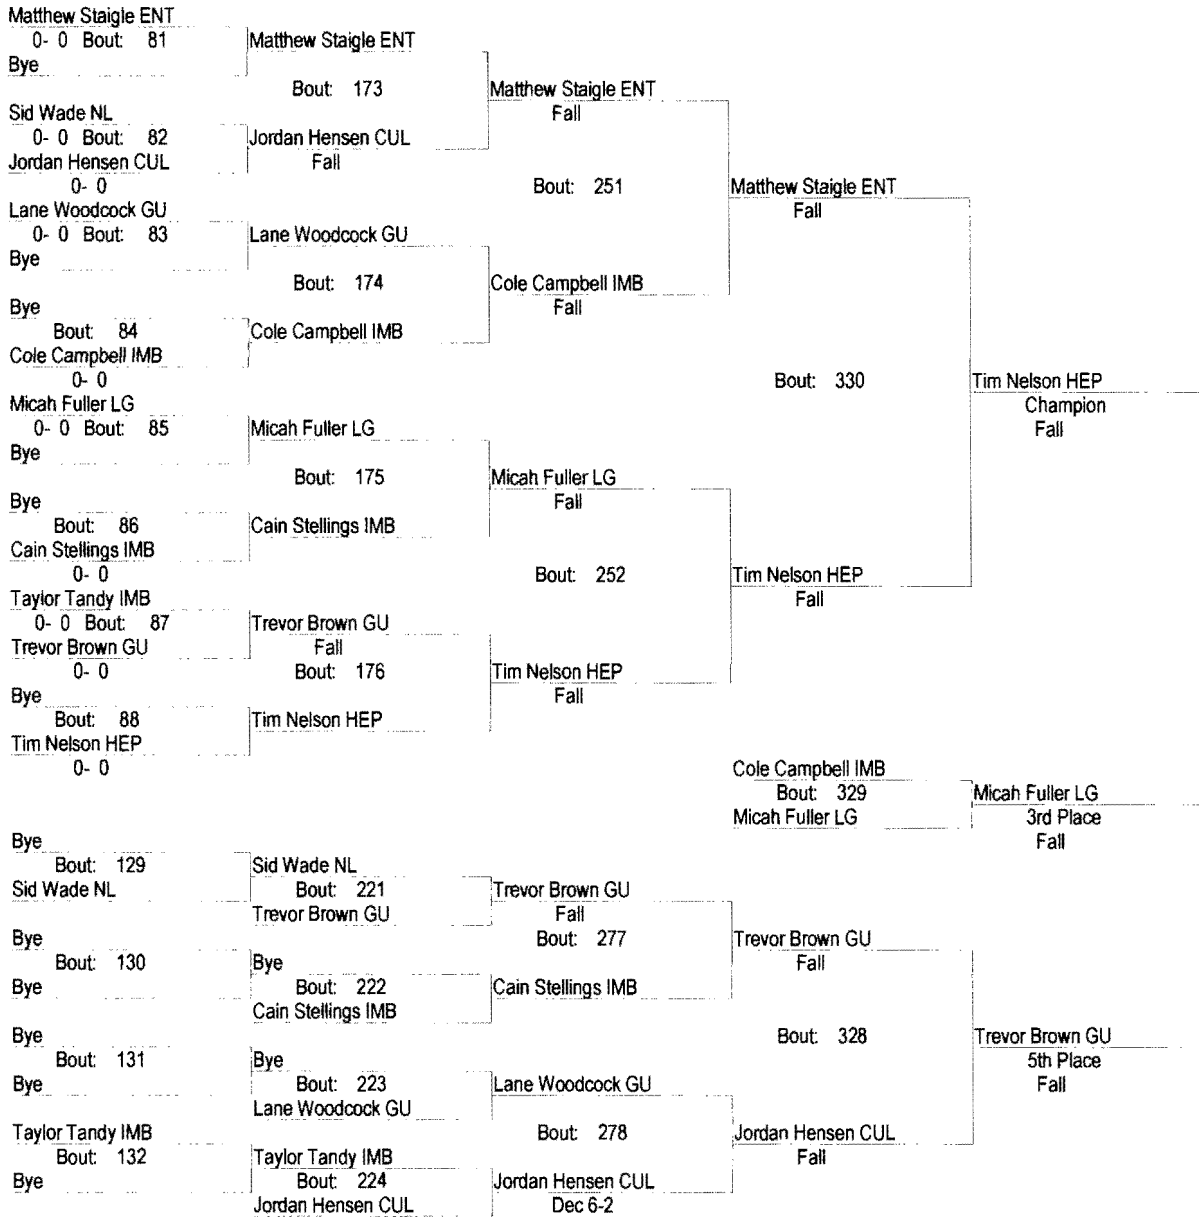 Matthew Staigle ENT
0- 0 Bout: 81
Bye
Matthew Staigle ENT
Bout: 173
Sid Wade NL
0- 0 Bout: 82
Jordan Hensen CUL
0- 0
Jordan Hensen CUL
Fall
Matthew Staigle ENT
Fall
Bout: 251
Lane Woodcock GU
0- 0 Bout: 83
Bye
Lane Woodcock GU
Bout: 174
Bye
Bout: 84
Cole Campbell IMB
0- 0
Cole Campbell IMB
Cole Campbell IMB
Fall
Matthew Staigle ENT
Fall
Bout: 330
Micah Fuller LG
0- 0 Bout: 85
Bye
Micah Fuller LG
Bout: 175
Bye
Bout: 86
Cain Stellings IMB
0- 0
Cain Stellings IMB
Micah Fuller LG
Fall
Bout: 252
Taylor Tandy IMB
0- 0 Bout: 87
Trevor Brown GU
0- 0
Trevor Brown GU
Fall
Bout: 176
Bye
Bout: 88
Tim Nelson HEP
0- 0
Tim Nelson HEP
Tim Nelson HEP
Fall
Tim Nelson HEP
Fall
Tim Nelson HEP
Champion
Fall
Cole Campbell IMB
Bout: 329
Micah Fuller LG
Micah Fuller LG
3rd Place
Fall
Bye
Bout: 129
Sid Wade NL
Sid Wade NL
Bout: 221
Trevor Brown GU
Trevor Brown GU
Fall
Bout: 277
Bye
Bout: 130
Bye
Bye
Bout: 222
Cain Stellings IMB
Cain Stellings IMB
Trevor Brown GU
Fall
Bout: 328
Bye
Bout: 131
Bye
Bye
Bout: 223
Lane Woodcock GU
Lane Woodcock GU
Bout: 278
Taylor Tandy IMB
Bout: 132
Bye
Taylor Tandy IMB
Bout: 224
Jordan Hensen CUL
Jordan Hensen CUL
Dec 6-2
Jordan Hensen CUL
Fall
Trevor Brown GU
5th Place
Fall